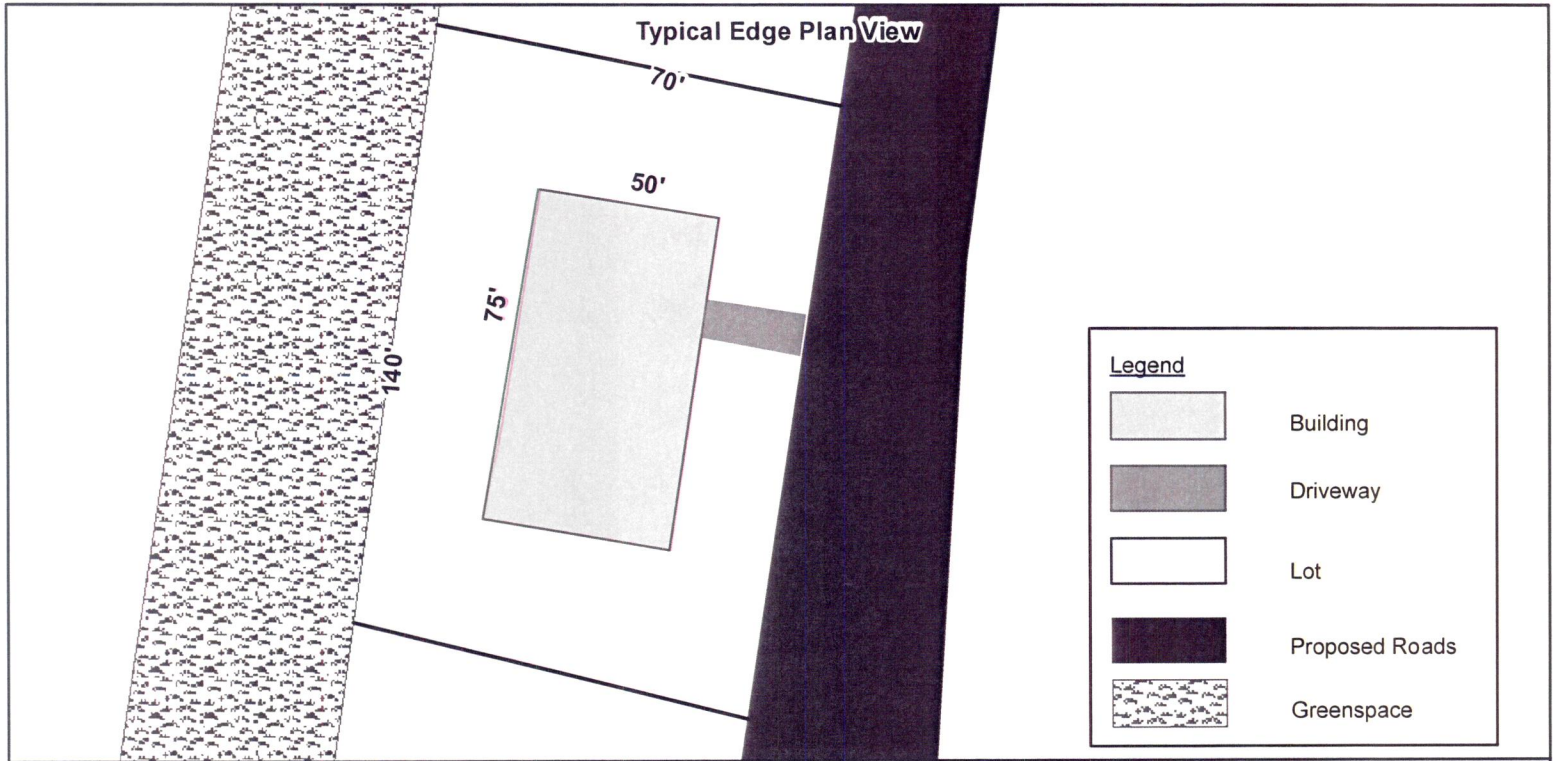 Typical Edge Plan View
70'
50'
75'
140'
Legend
Building
Driveway
Lot
Proposed Roads
Greenspace